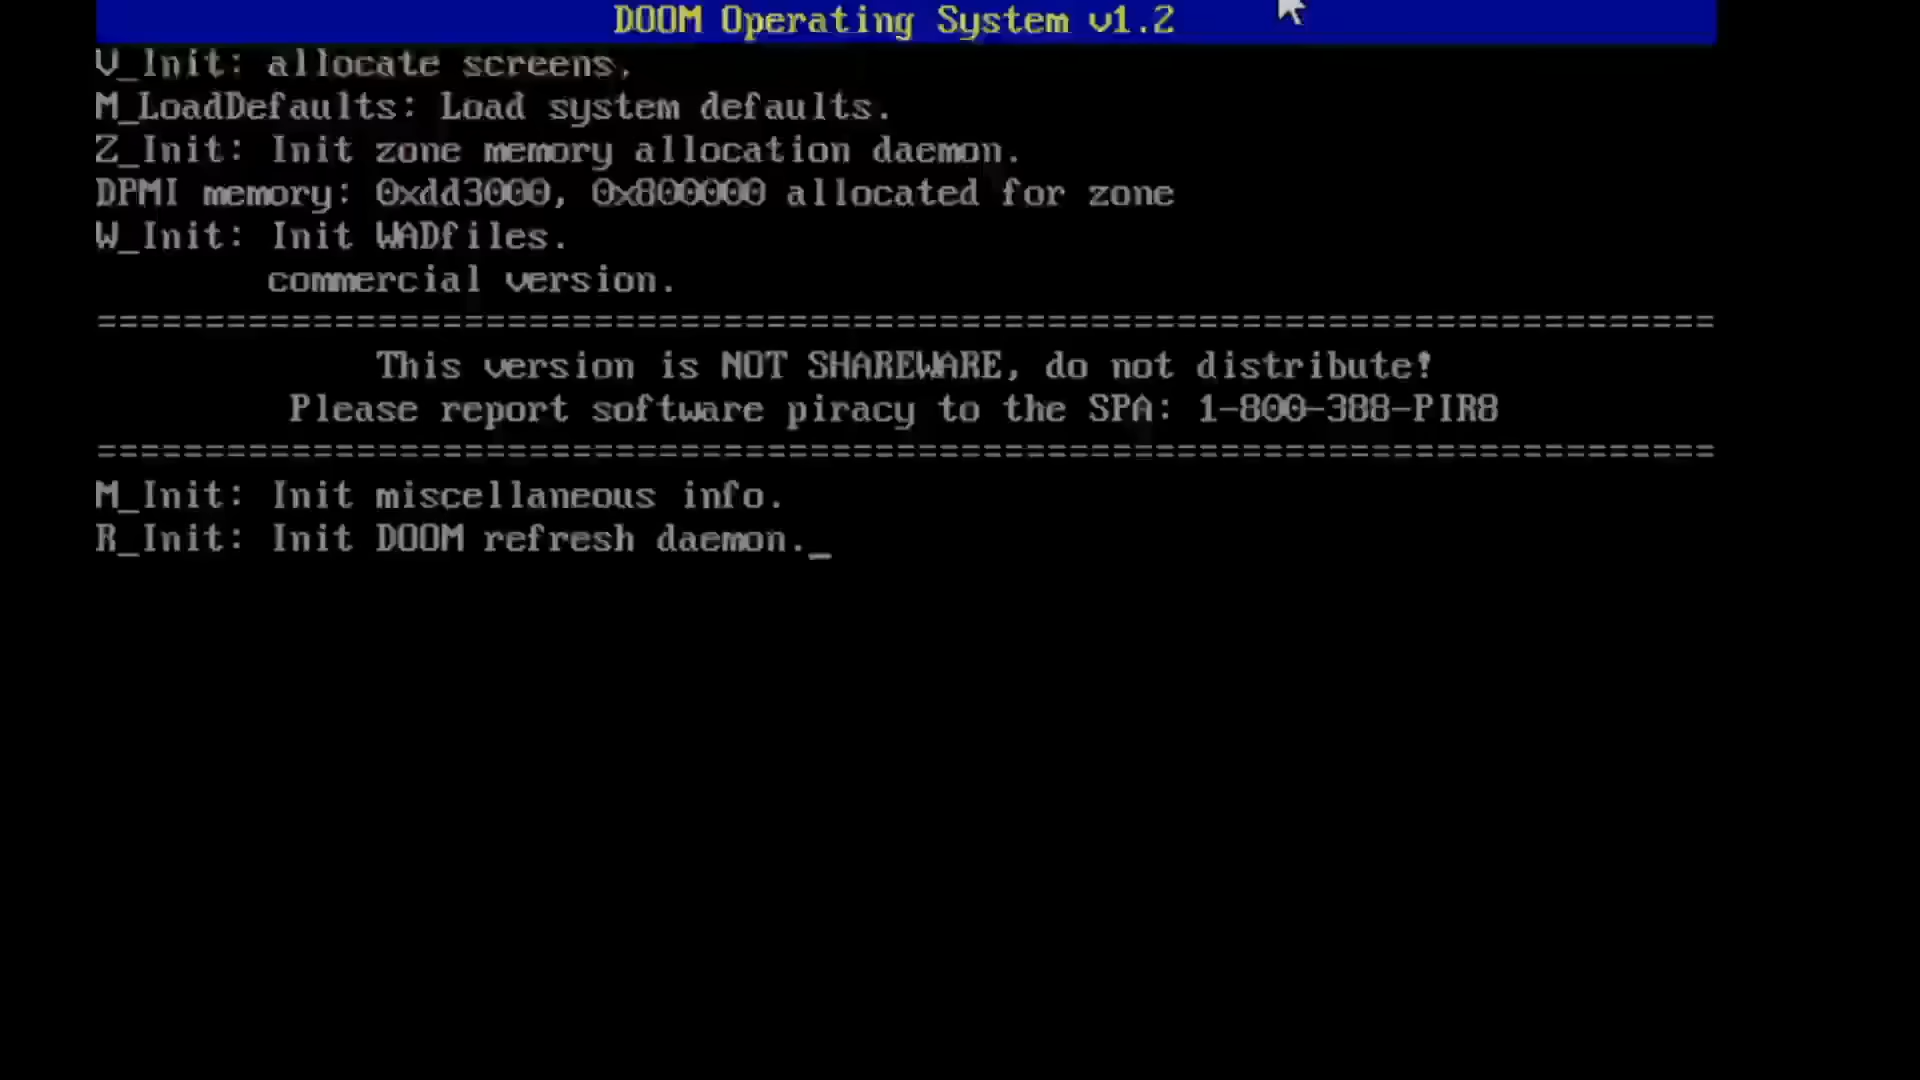 DOOM Operating System v1.2
V_Init: allocate screens.
M_LoadDefaults: Load system defaults.
Z_Init: Init zone memory allocation daemon.
DPMI memory: 0xdd3000, 0x800000 allocated for zone
W_Init: Init WADfiles.
commercial version.
===========================================================================
This version is NOT SHAREWARE, do not distribute!
Please report software piracy to the SPA: 1-800-388-PIR8
===========================================================================
M_Init: Init miscellaneous info.
R_Init: Init DOOM refresh daemon._